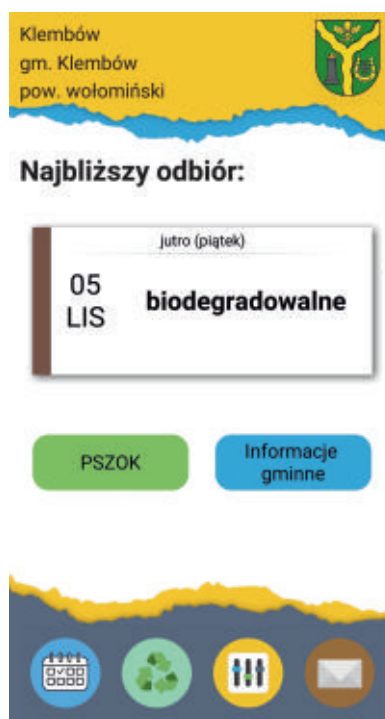 Klembów
gm. Klembów
pow. wołomiński
Najbliższy odbiór:
jutro (piątek)
05
LIS
biodegradowalne
PSZOK
Informacje
gminne